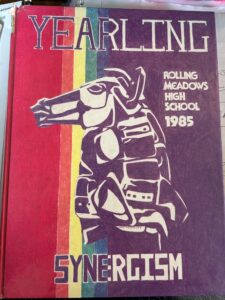 YEARLING
ROLLING
MEADOWS
HIGH
SCHOOL
1985
SYNERGISM